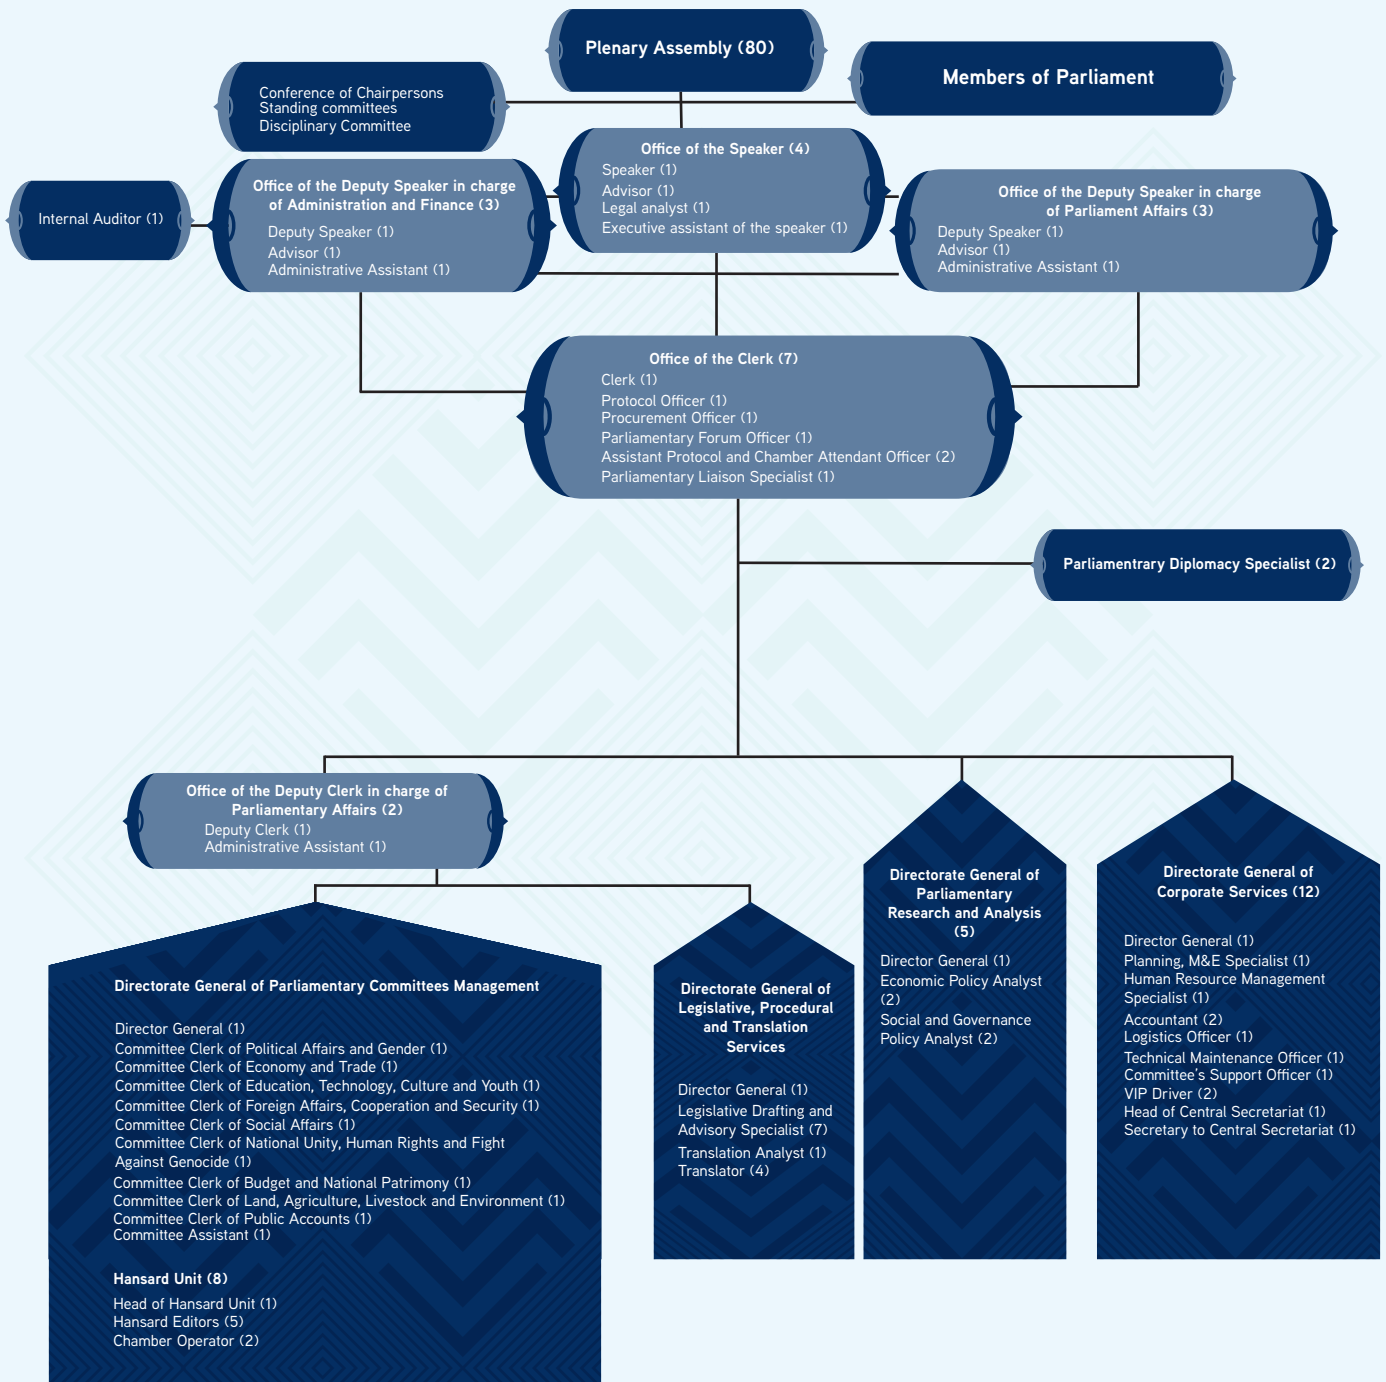 Plenary Assembly (80)
Members of Parliament
Conference of Chairpersons
Standing committees
Disciplinary Committee
Office of the Speaker (4)
Speaker (1)
Advisor (1)
Legal analyst (1)
Executive assistant of the speaker (1)
Internal Auditor (1)
Office of the Deputy Speaker in charge
of Administration and Finance (3)
Deputy Speaker (1)
Advisor (1)
Administrative Assistant (1)
Office of the Deputy Speaker in charge
of Parliament Affairs (3)
Deputy Speaker (1)
Advisor (1)
Administrative Assistant (1)
Office of the Clerk (7)
Clerk (1)
Protocol Officer (1)
Procurement Officer (1)
Parliamentary Forum Officer (1)
Assistant Protocol and Chamber Attendant Officer (2)
Parliamentary Liaison Specialist (1)
Parliamentrary Diplomacy Specialist (2)
Office of the Deputy Clerk in charge of
Parliamentary Affairs (2)
Deputy Clerk (1)
Administrative Assistant (1)
Directorate General of Parliamentary Committees Management
Director General (1)
Committee Clerk of Political Affairs and Gender (1)
Committee Clerk of Economy and Trade (1)
Committee Clerk of Education, Technology, Culture and Youth (1)
Committee Clerk of Foreign Affairs, Cooperation and Security (1)
Committee Clerk of Social Affairs (1)
Committee Clerk of National Unity, Human Rights and Fight
Against Genocide (1)
Committee Clerk of Budget and National Patrimony (1)
Committee Clerk of Land, Agriculture, Livestock and Environment (1)
Committee Clerk of Public Accounts (1)
Committee Assistant (1)
Hansard Unit (8)
Head of Hansard Unit (1)
Hansard Editors (5)
Chamber Operator (2)
Directorate General of
Legislative, Procedural
and Translation
Services
Director General (1)
Legislative Drafting and
Advisory Specialist (7)
Translation Analyst (1)
Translator (4)
Directorate General of
Parliamentary
Research and Analysis
(5)
Director General (1)
Economic Policy Analyst
(2)
Social and Governance
Policy Analyst (2)
Directorate General of
Corporate Services (12)
Director General (1)
Planning, M&E Specialist (1)
Human Resource Management
Specialist (1)
Accountant (2)
Logistics Officer (1)
Technical Maintenance Officer (1)
Committee's Support Officer (1)
VIP Driver (2)
Head of Central Secretariat (1)
Secretary to Central Secretariat (1)